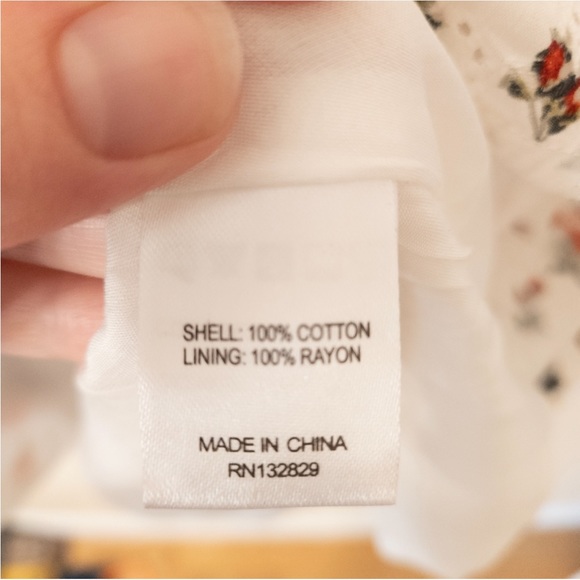 SHELL: 100% COTTON
LINING: 100% RAYON
MADE IN CHINA
RN132829